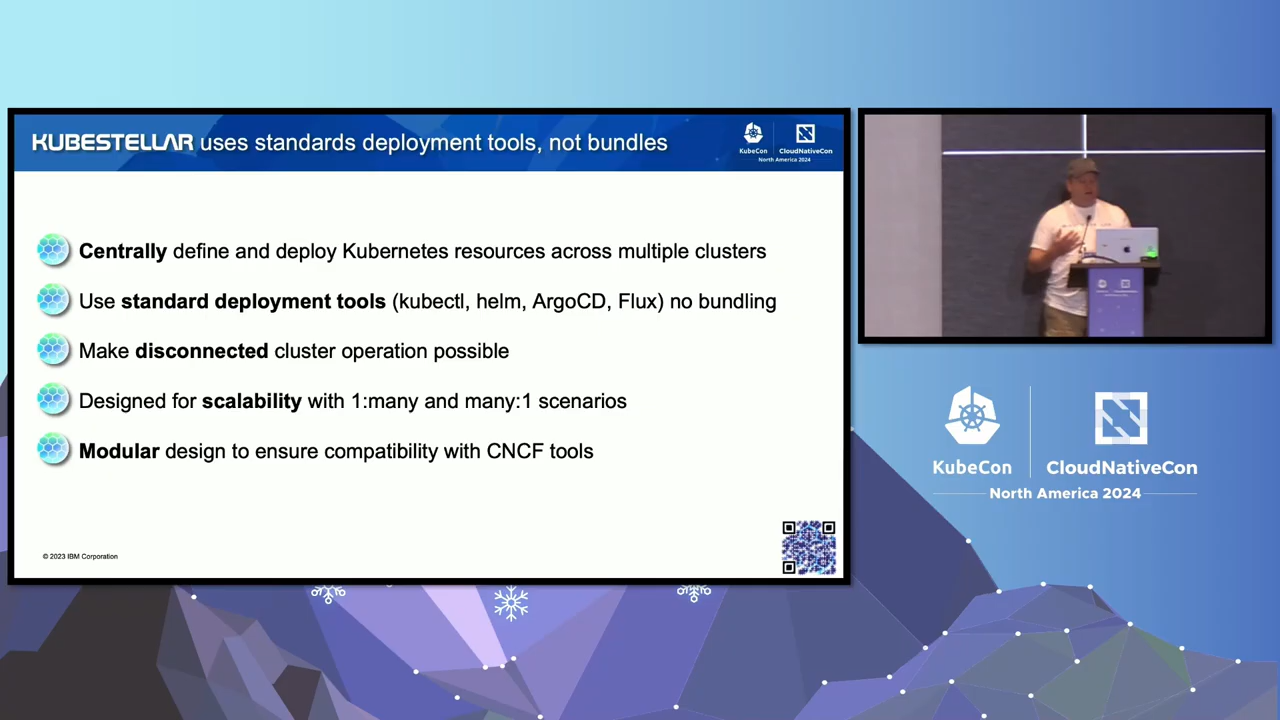 KUBESTELLAR uses standards deployment tools, not bundles
KubeCon
CloudNativeCon
North America 2024
Centrally define and deploy Kubernetes resources across multiple clusters
Use standard deployment tools (kubectl, helm, ArgoCD, Flux) no bundling
Make disconnected cluster operation possible
Designed for scalability with 1:many and many:1 scenarios
Modular design to ensure compatibility with CNCF tools
© 2023 IBM Corporation
KubeCon
CloudNativeCon
North America 2024